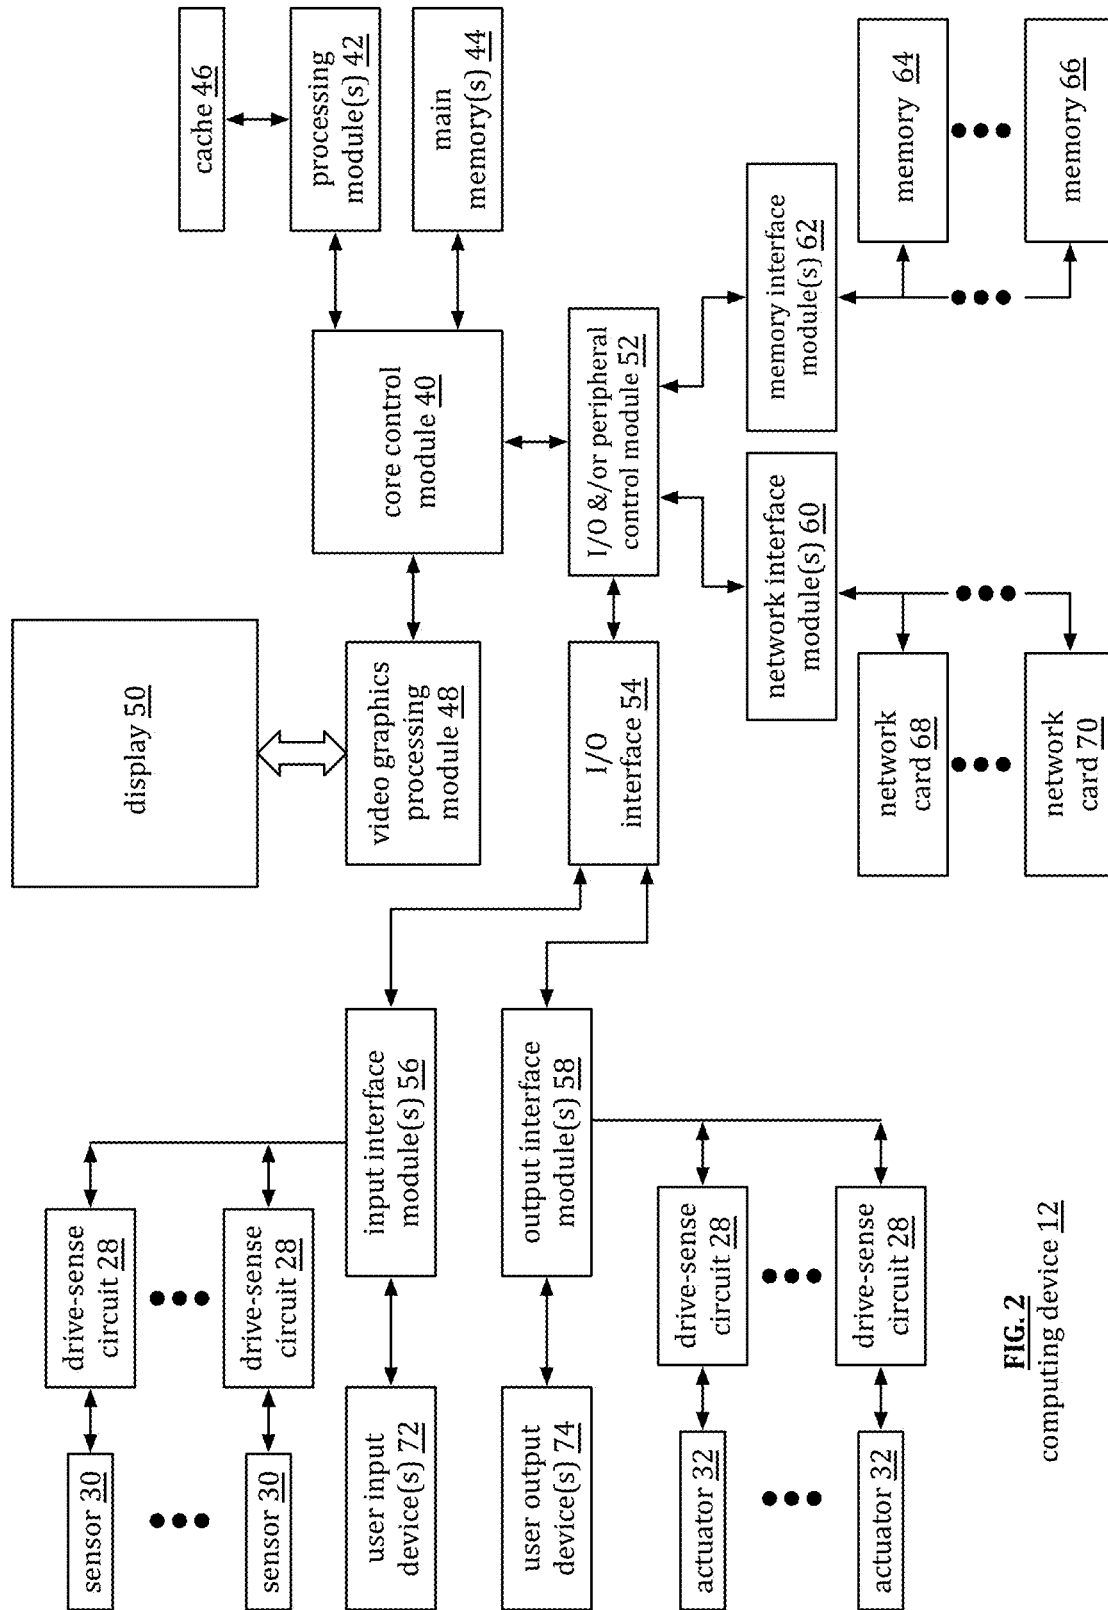 display 50
cache 46
processing
module(s) 42
main
memory(s) 44
core control
module 40
video graphics
processing
module 48
sensor 30
drive-sense
circuit 28
sensor 30
drive-sense
circuit 28
user input
device(s) 72
input interface
module(s) 56
user output
device(s) 74
output interface
module(s) 58
I/O
interface 54
I/O &/or peripheral
control module 52
actuator 32
drive-sense
circuit 28
actuator 32
drive-sense
circuit 28
network interface
module(s) 60
memory interface
module(s) 62
network
card 68
network
card 70
memory 64
memory 66
FIG. 2
computing device 12